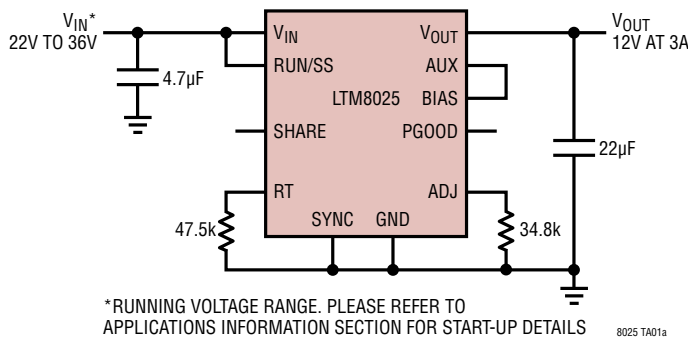 VIN*
22V TO 36V
4.7µF
VIN
RUN/SS
SHARE
RT
47.5k
LTM8025
SYNC GND
VOUT
AUX
BIAS
PGOOD
ADJ
34.8k
VOUT
12V AT 3A
22µF
*RUNNING VOLTAGE RANGE. PLEASE REFER TO
APPLICATIONS INFORMATION SECTION FOR START-UP DETAILS
8025 TA01a